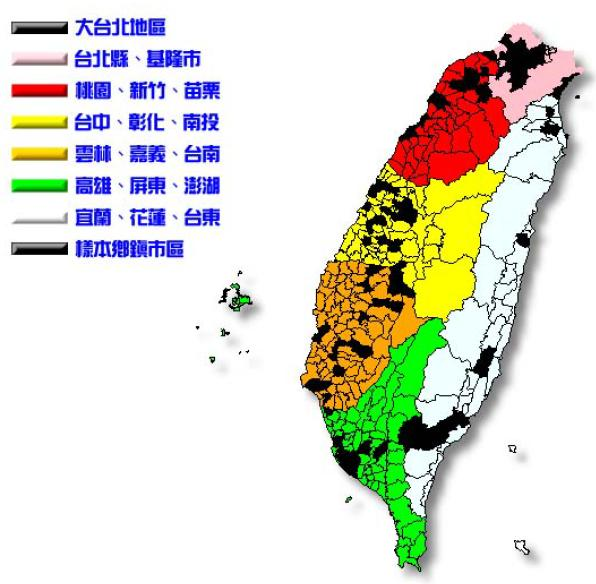 大台北地區
台北縣、基隆市
桃園、新竹、苗栗
台中、彰化、南投
雲林、嘉義、台南
高雄、屏東、澎湖
宜蘭、花蓮、台東
樣本鄉鎮市區